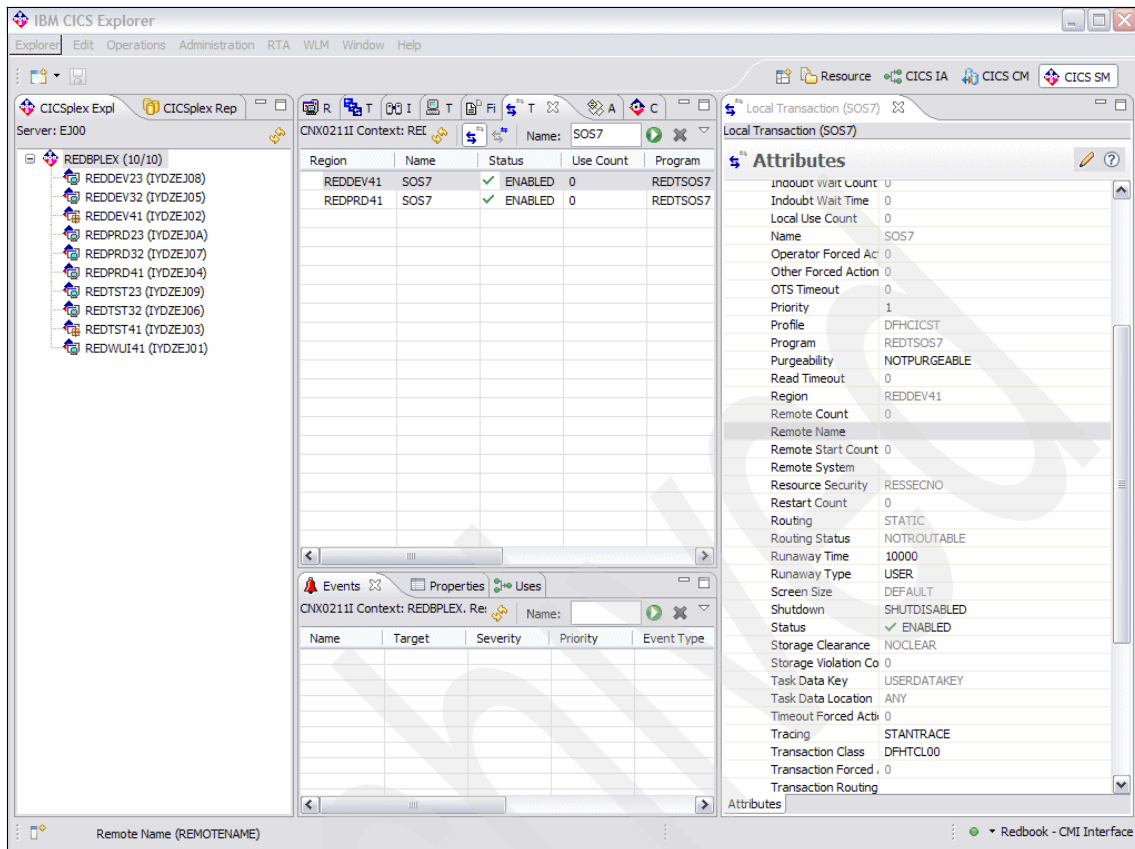 IBM CICS Explorer
Explorer Edit Operations Administration RTA WLM Window Help
Resource CICS IA CICS CM CICS SM
CICSplex Expl CICSplex Rep
Server: EJ00
REDBPLEX (10/10)
REDDEV23 (IYDZEJ08)
REDDEV32 (IYDZEJ05)
REDDEV41 (IYDZEJ02)
REDPRD23 (IYDZEJ0A)
REDPRD32 (IYDZEJ07)
REDPRD41 (IYDZEJ04)
REDTST23 (IYDZEJ09)
REDTST32 (IYDZEJ06)
REDTST41 (IYDZEJ03)
REDWUI41 (IYDZEJ01)
R T I T Fi T A C
CNX0211I Context: RED Name: SOS7
Region Name Status Use Count Program
REDDEV41 SOS7 ENABLED 0 REDTSOS7
REDPRD41 SOS7 ENABLED 0 REDTSOS7
Events Properties Uses
CNX0211I Context: REDBPLEX. Re: Name:
Name Target Severity Priority Event Type
Local Transaction (SOS7)
Local Transaction (SOS7)
Attributes
Indoubt Wait Count 0
Indoubt Wait Time 0
Local Use Count 0
Name SOS7
Operator Forced Act 0
Other Forced Action 0
OTS Timeout 0
Priority 1
Profile DFHCICST
Program REDTSOS7
Purgeability NOTPURGEABLE
Read Timeout 0
Region REDDEV41
Remote Count 0
Remote Name
Remote Start Count 0
Remote System
Resource Security RESSECNO
Restart Count 0
Routing STATIC
Routing Status NOTROUTABLE
Runaway Time 10000
Runaway Type USER
Screen Size DEFAULT
Shutdown SHUTDISABLED
Status ENABLED
Storage Clearance NOCLEAR
Storage Violation Co 0
Task Data Key USERDATAKEY
Task Data Location ANY
Timeout Forced Acti 0
Tracing STANTRACE
Transaction Class DFHTCL00
Transaction Forced 0
Transaction Routing
Attributes
Remote Name (REMOTENAME)
Redbook - CMI Interface